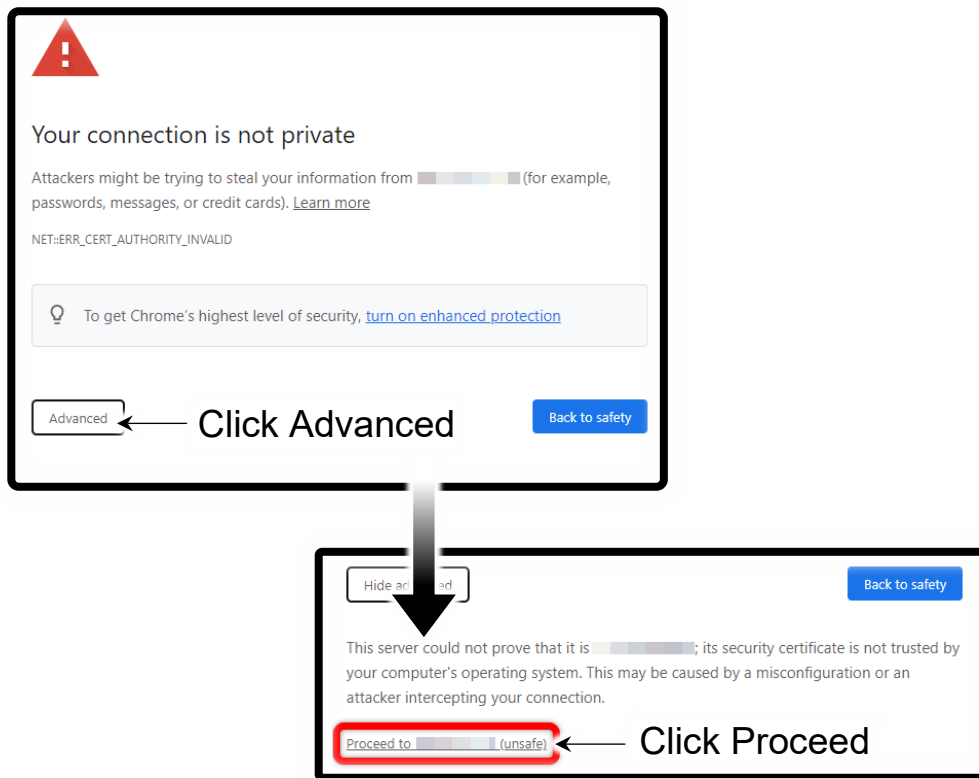 Your connection is not private
Attackers might be trying to steal your information from (for example,
passwords, messages, or credit cards). Learn more
NET::ERR_CERT_AUTHORITY_INVALID
To get Chrome's highest level of security, turn on enhanced protection
Advanced
Click Advanced
Back to safety
Hide ed
Back to safety
This server could not prove that it is ; its security certificate is not trusted by
your computer's operating system. This may be caused by a misconfiguration or an
attacker intercepting your connection.
Proceed to (unsafe)
Click Proceed